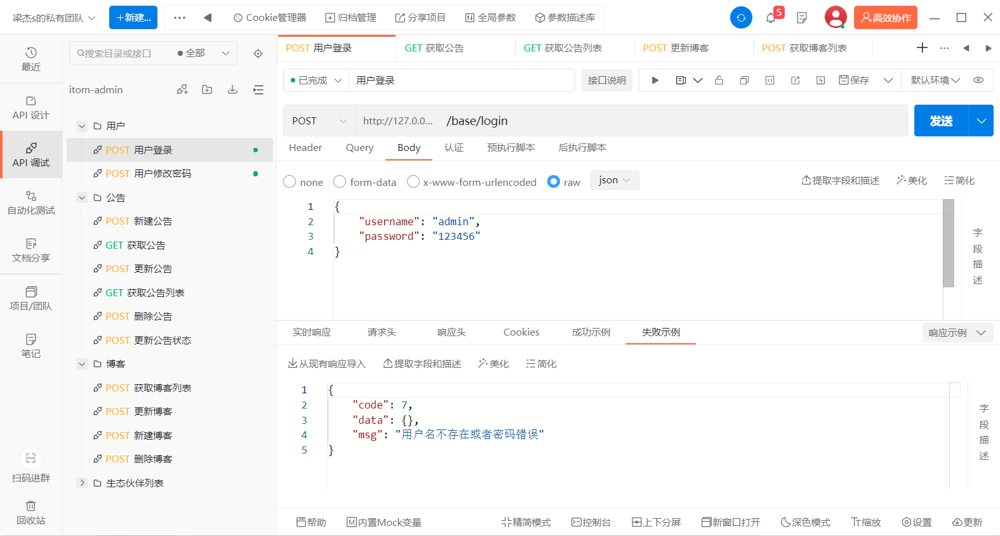 梁杰s的私有团队
+新建...
Cookie管理器
归档管理
分享项目
全局参数
参数描述库
5
高效协作
最近
API 设计
API 调试
自动化测试
文档分享
项目/团队
笔记
扫码进群
回收站
搜索目录或接口
全部
itom-admin
用户
POST 用户登录
POST 用户修改密码
公告
POST 新建公告
GET 获取公告
POST 更新公告
GET 获取公告列表
POST 删除公告
POST 更新公告状态
博客
POST 获取博客列表
POST 更新博客
POST 新建博客
POST 删除博客
生态伙伴列表
POST 用户登录
GET 获取公告
GET 获取公告列表
POST 更新博客
POST 获取博客列表
已完成
用户登录
接口说明
保存
默认环境
POST
http://127.0.0...
/base/login
发送
Header
Query
Body
认证
预执行脚本
后执行脚本
none
form-data
x-www-form-urlencoded
raw
json
提取字段和描述
美化
简化
1 {
2 "username": "admin",
3 "password": "123456"
4 }
字段描述
实时响应
请求头
响应头
Cookies
成功示例
失败示例
响应示例
从现有响应导入
提取字段和描述
美化
简化
1 {
2 "code": 7,
3 "data": {},
4 "msg": "用户名不存在或者密码错误"
5 }
字段描述
帮助
内置Mock变量
精简模式
控制台
上下分屏
新窗口打开
深色模式
缩放
设置
更新